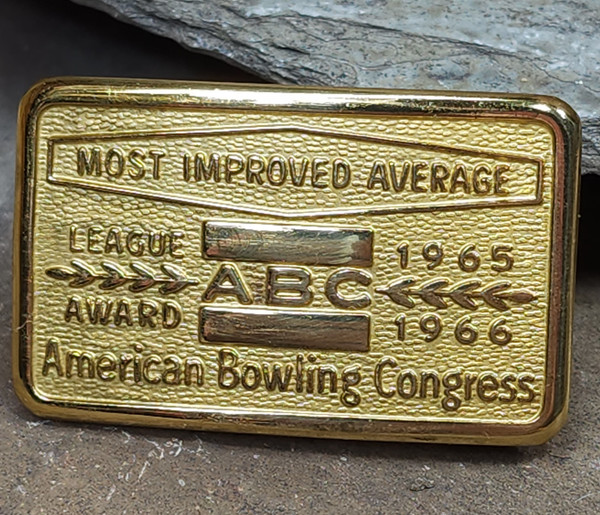 MOST IMPROVED AVERAGE
LEAGUE
AWARD
ABC
1965
1966
American Bowling Congress